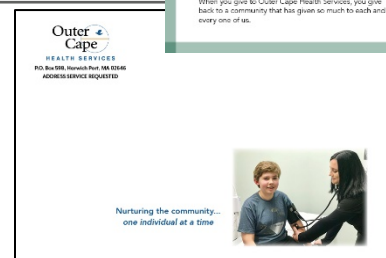 When you give to Outer Cape Health Services, you give
back to a community that has given so much to each and
every one of us.
Outer
Cape
HEALTH SERVICES
P.O. Box 598, Harwich Port, MA 02646
ADDRESS SERVICE REQUESTED
Nurturing the community...
one individual at a time